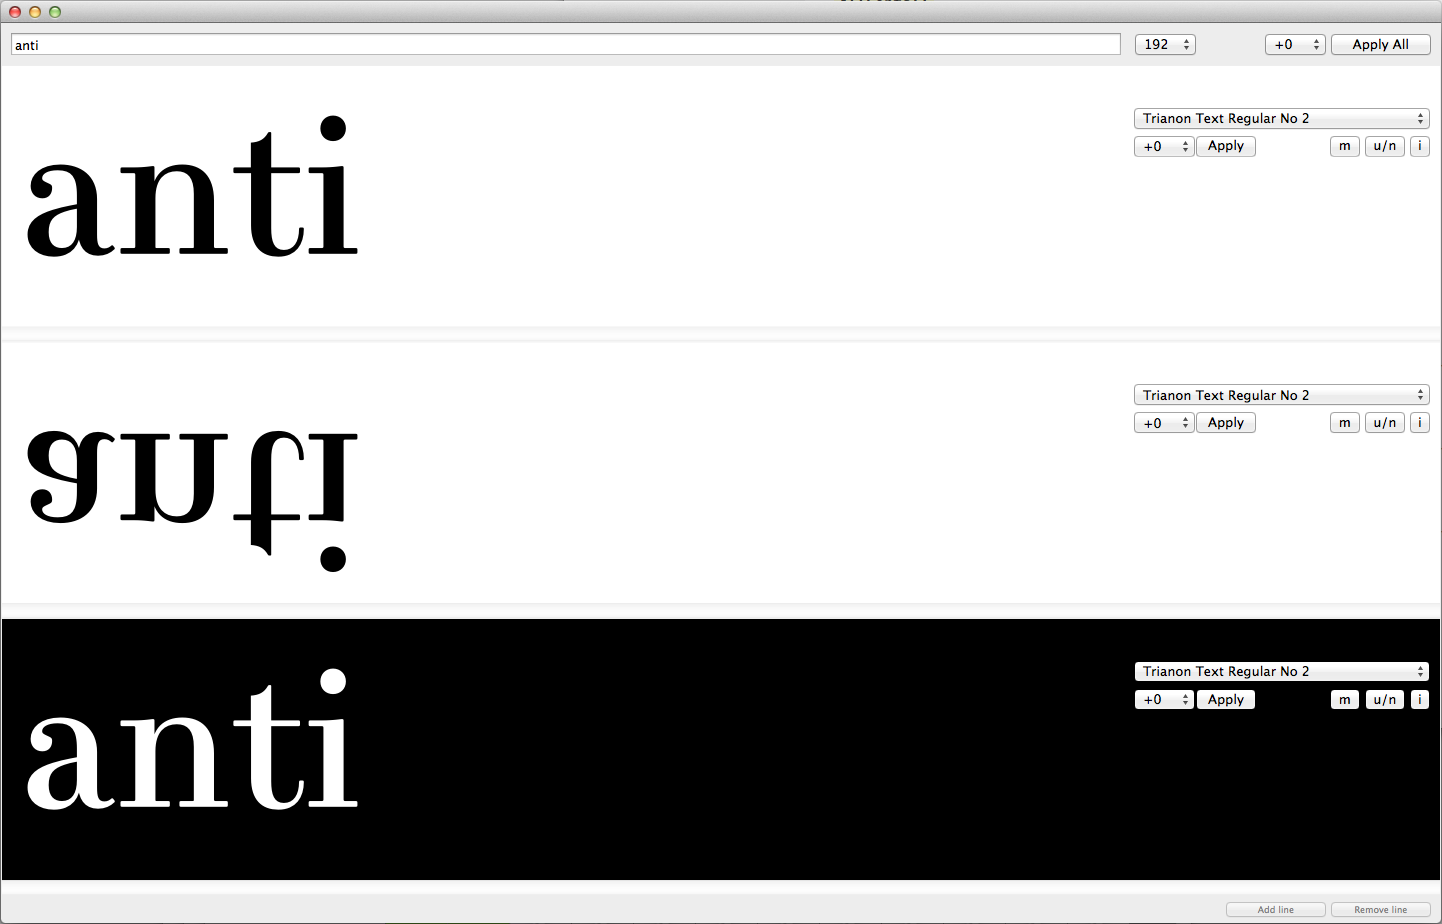 anti 192 +0 Apply All
anti
Trianon Text Regular No 2
+0 Apply m u/n i
anti
Trianon Text Regular No 2
+0 Apply m u/n i
anti
Trianon Text Regular No 2
+0 Apply m u/n i
Add line Remove line